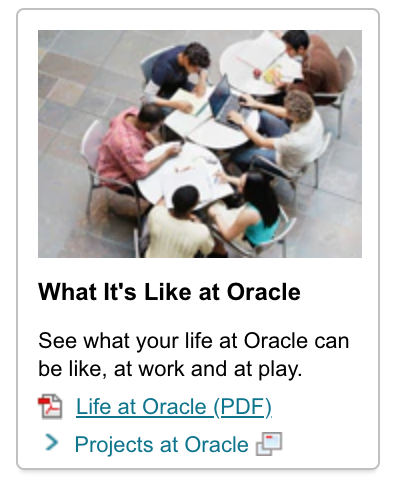 What It's Like at Oracle
See what your life at Oracle can
be like, at work and at play.
Life at Oracle (PDF)
Projects at Oracle